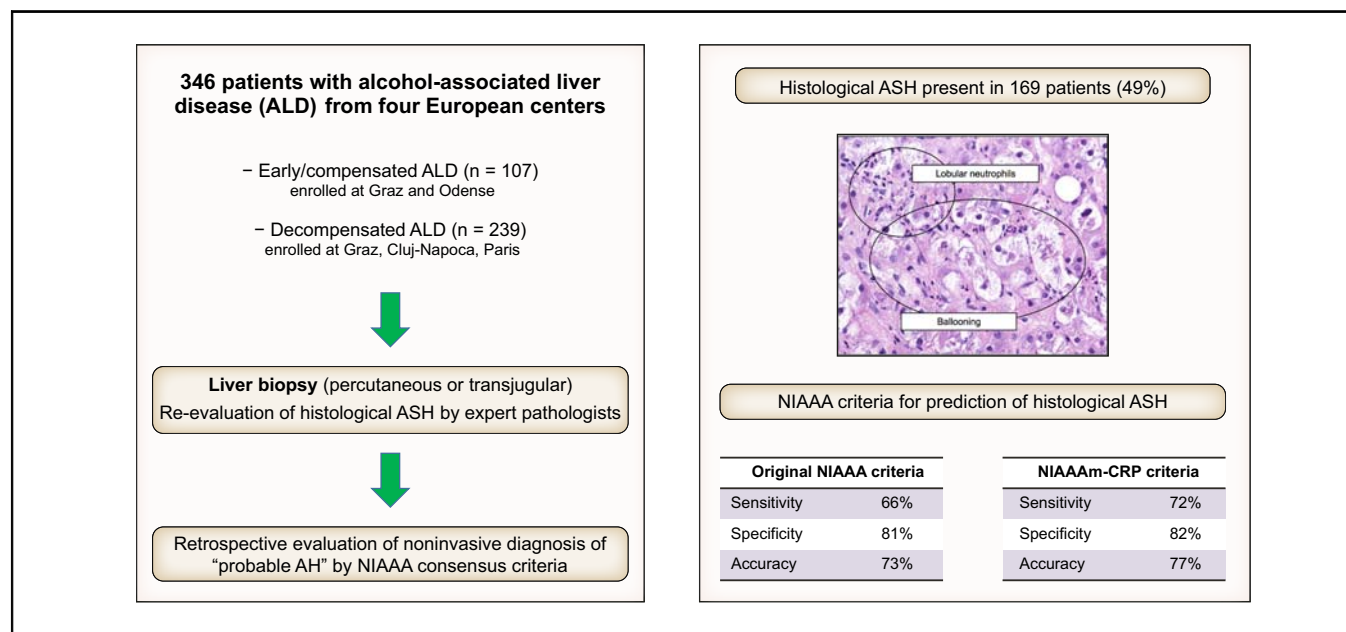 346 patients with alcohol-associated liver
disease (ALD) from four European centers
– Early/compensated ALD (n = 107)
enrolled at Graz and Odense
– Decompensated ALD (n = 239)
enrolled at Graz, Cluj-Napoca, Paris
Liver biopsy (percutaneous or transjugular)
Re-evaluation of histological ASH by expert pathologists
Retrospective evaluation of noninvasive diagnosis of
“probable AH” by NIAAA consensus criteria
Histological ASH present in 169 patients (49%)
Lobular neutrophils
Ballooning
NIAAA criteria for prediction of histological ASH
Original NIAAA criteria
Sensitivity 66%
Specificity 81%
Accuracy 73%
NIAAAm-CRP criteria
Sensitivity 72%
Specificity 82%
Accuracy 77%